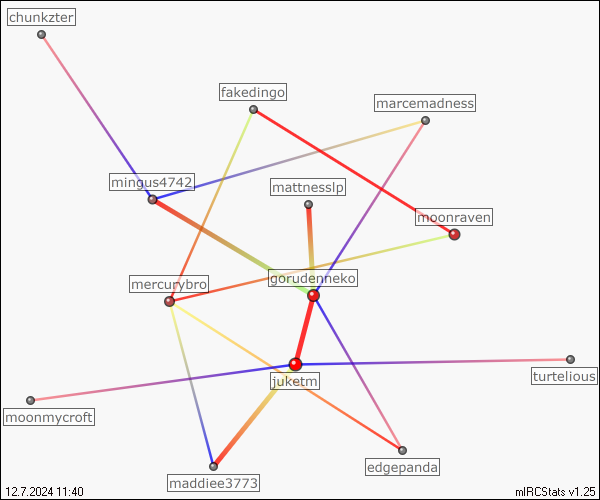 chunkzter
fakedingo
marcemadness
mingus4742
mattnesslp
moonraven
mercurybro
gorudenneko
juketm
turtelious
moonmycroft
edgepanda
maddiee3773
12.7.2024 11:40
mIRCStats v1.25